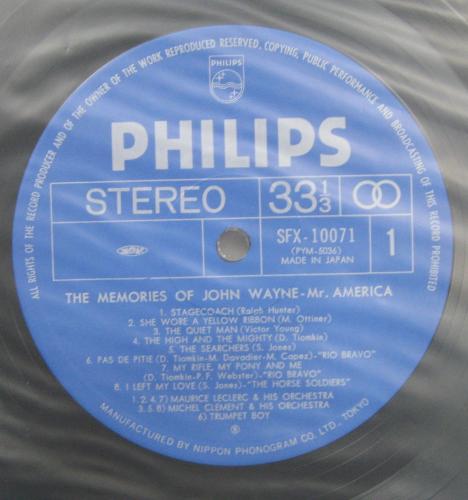 ALL RIGHTS OF THE RECORD PRODUCER AND OF THE OWNER OF THE WORK REPRODUCED RESERVED. COPYING, PUBLIC PERFORMANCE AND BROADCASTING OF THIS RECORD PROHIBITED
PHILIPS
PHILIPS
STEREO 33 1/3
SFX-10071 1
(PYM-5036)
MADE IN JAPAN
THE MEMORIES OF JOHN WAYNE-Mr. AMERICA
1. STAGECOACH (Ralph Hunter)
2. SHE WORE A YELLOW RIBBON (M. Ottiner)
3. THE QUIET MAN (Victor Young)
4. THE HIGH AND THE MIGHTY (D. Tiomkin)
5. THE SEARCHERS (S. Jones)
6. PAS DE PITIE (D. Tiomkin-M. Davadier-M. Capez)-"RIO BRAVO"
7. MY RIFLE, MY PONY AND ME
(D. Tiomkin-P.F. Webster)-"RIO BRAVO"
8. I LEFT MY LOVE (S. Jones)-"THE HORSE SOLDIERS"
1. 2. 4. 7) MAURICE LECLERC & HIS ORCHESTRA
3. 5. 8) MICHEL CLEMENT & HIS ORCHESTRA
6) TRUMPET BOY
MANUFACTURED BY NIPPON PHONOGRAM CO. LTD., TOKYO